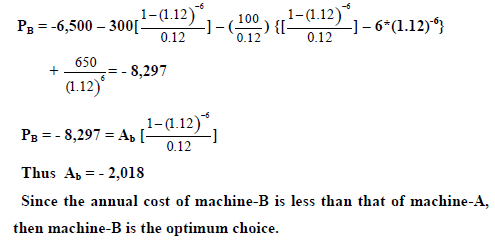 P_B = -6,500 – 300[\frac{1-(1.12)^{-6}}{0.12}] – (\frac{100}{0.12}) {[\frac{1-(1.12)^{-6}}{0.12}] – 6*(1.12)^{-6}}
+ \frac{650}{(1.12)^6} = - 8,297
P_B = - 8,297 = A_b [\frac{1-(1.12)^{-6}}{0.12}]
Thus A_b = - 2,018
Since the annual cost of machine-B is less than that of machine-A,
then machine-B is the optimum choice.